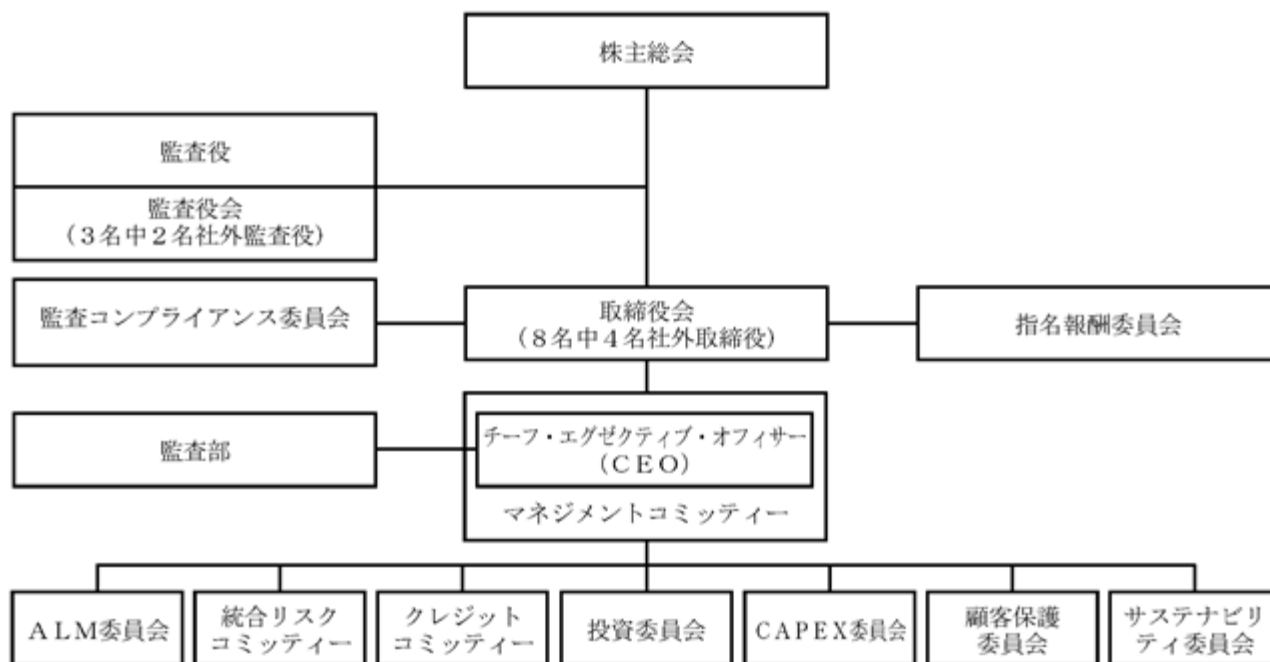 株主総会
監査役
監査役会
(3名中2名社外監査役)
監査コンプライアンス委員会
取締役会
(8名中4名社外取締役)
指名報酬委員会
監査部
チーフ・エグゼクティブ・オフィサー
(CEO)
マネジメントコミッティー
ALM委員会
統合リスク
コミッティー
クレジット
コミッティー
投資委員会
CAPEX委員会
顧客保護
委員会
サステナビリ
ティ委員会